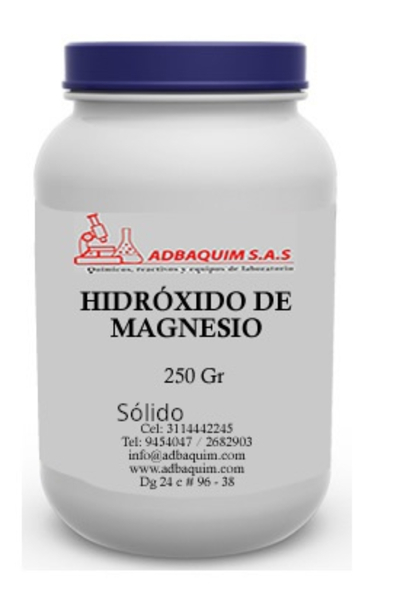 ADBAQUIM S.A.S
Químicos, reactivos y equipos de laboratorio
HIDRÓXIDO DE
MAGNESIO
250 Gr
Sólido
Cel: 3114442245
Tel: 9454047 / 2682903
info@adbaquim.com
www.adbaquim.com
Dg 24 c # 96 - 38